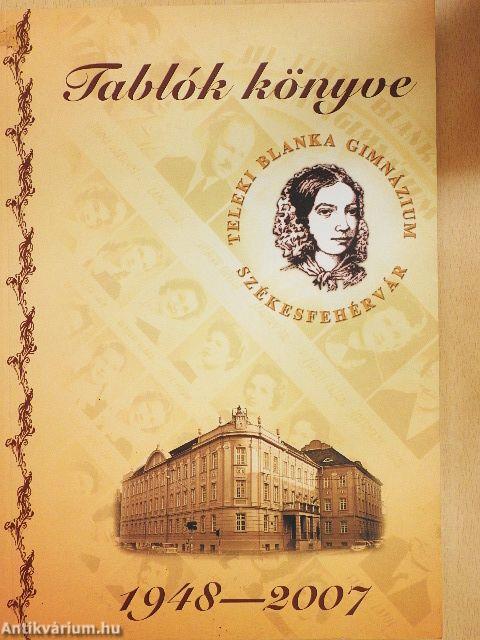 Tablók könyve
TELEKI BLANKA GIMNÁZIUM
SZÉKESFEHÉRVÁR
1948—2007
Antikvárium.hu